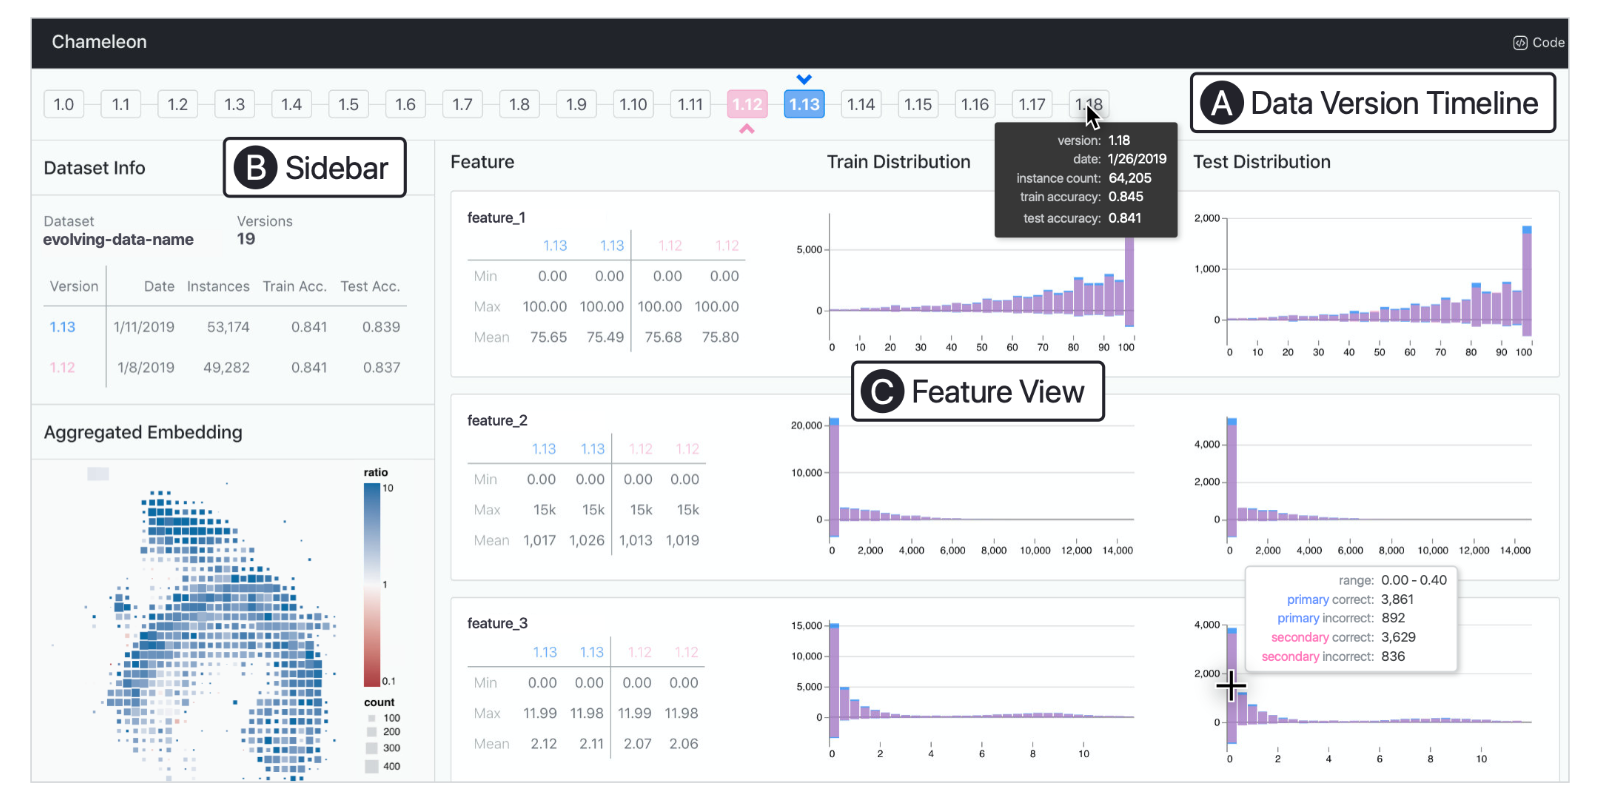 Chameleon
Code
1.0 1.1 1.2 1.3 1.4 1.5 1.6 1.7 1.8 1.9 1.10 1.11 1.12 1.13 1.14 1.15 1.16 1.17 1.18
A Data Version Timeline
version: 1.18
date: 1/26/2019
instance count: 64,205
train accuracy: 0.845
test accuracy: 0.841
Dataset Info
B Sidebar
Dataset Versions
evolving-data-name 19
Version Date Instances Train Acc. Test Acc.
1.13 1/11/2019 53,174 0.841 0.839
1.12 1/8/2019 49,282 0.841 0.837
Aggregated Embedding
ratio
10
1
0.1
count
100
200
300
400
Feature Train Distribution Test Distribution
feature_1
1.13 1.13 1.12 1.12
Min 0.00 0.00 0.00 0.00
Max 100.00 100.00 100.00 100.00
Mean 75.65 75.49 75.68 75.80
5,000
0
0 10 20 30 40 50 60 70 80 90 100
2,000
1,000
0
0 10 20 30 40 50 60 70 80 90 100
C Feature View
feature_2
1.13 1.13 1.12 1.12
Min 0.00 0.00 0.00 0.00
Max 15k 15k 15k 15k
Mean 1,017 1,026 1,013 1,019
20,000
10,000
0
0 2,000 4,000 6,000 8,000 10,000 12,000 14,000
4,000
2,000
0
0 2,000 4,000 6,000 8,000 10,000 12,000 14,000
feature_3
1.13 1.13 1.12 1.12
Min 0.00 0.00 0.00 0.00
Max 11.99 11.98 11.99 11.98
Mean 2.12 2.11 2.07 2.06
15,000
10,000
5,000
0
0 2 4 6 8 10
range: 0.00 - 0.40
primary correct: 3,861
primary incorrect: 892
secondary correct: 3,629
secondary incorrect: 836
4,000
2,000
0
0 2 4 6 8 10